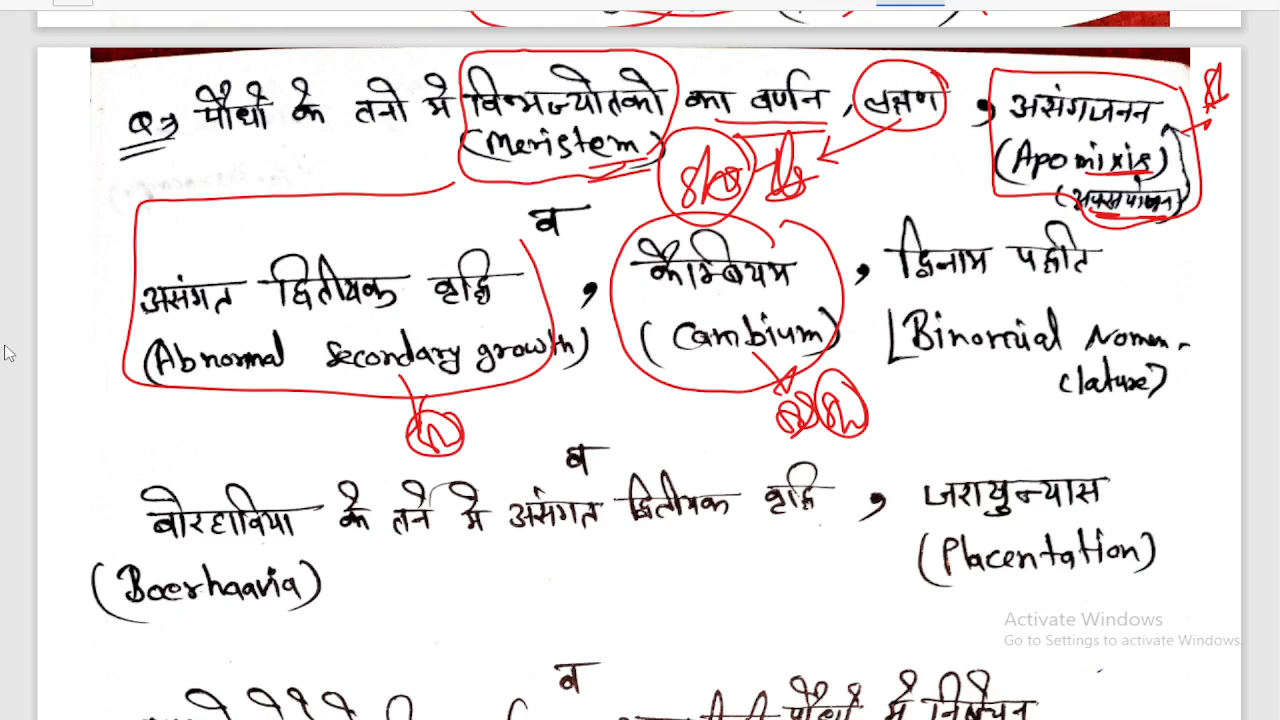 Q⇒ पौधों के तनो मे विभज्योतको का वर्णन, लक्षण, असंगजनन
(Meristem) (Apomixis)
व
असंगत द्वितीयक वृद्धि, कैम्बियम, द्विनाम पद्धति
(Abnormal Secondary growth) (Cambium) [Binomial Nomen-
clature)
व
बोरहाविया के तने मे असंगत द्वितीयक वृद्धि, जरायुन्यास
(Boerhaavia) (Placentation)
Activate Windows
Go to Settings to activate Windows.
व
पौधों मे निषेचन